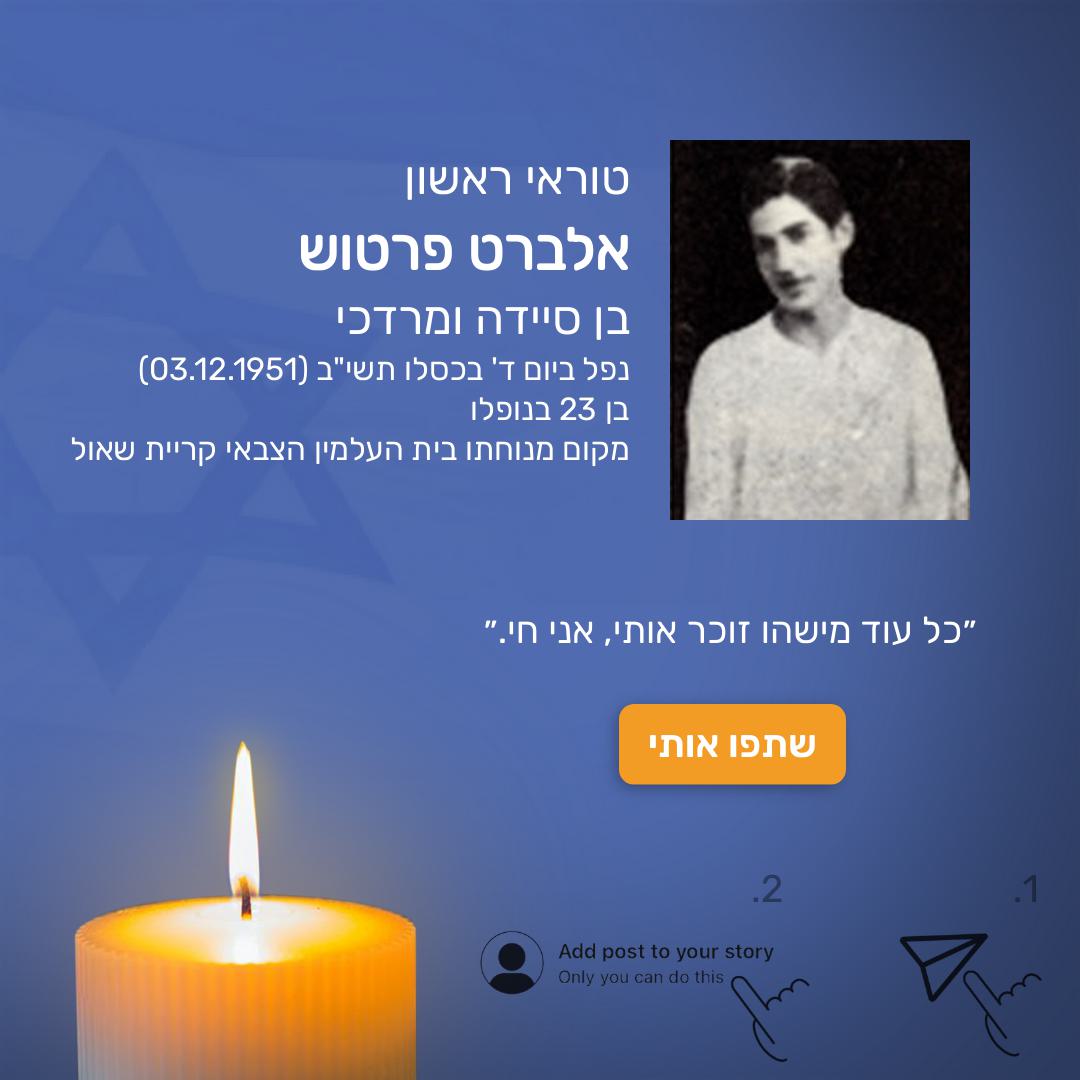 טוראי ראשון
אלברט פרטוש
בן סיידה ומרדכי
נפל ביום ד' בכסלו תשי"ב (03.12.1951)
בן 23 בנופלו
מקום מנוחתו בית העלמין הצבאי קריית שאול
״כל עוד מישהו זוכר אותי, אני חי.״
שתפו אותי
1.
2.
Add post to your story
Only you can do this